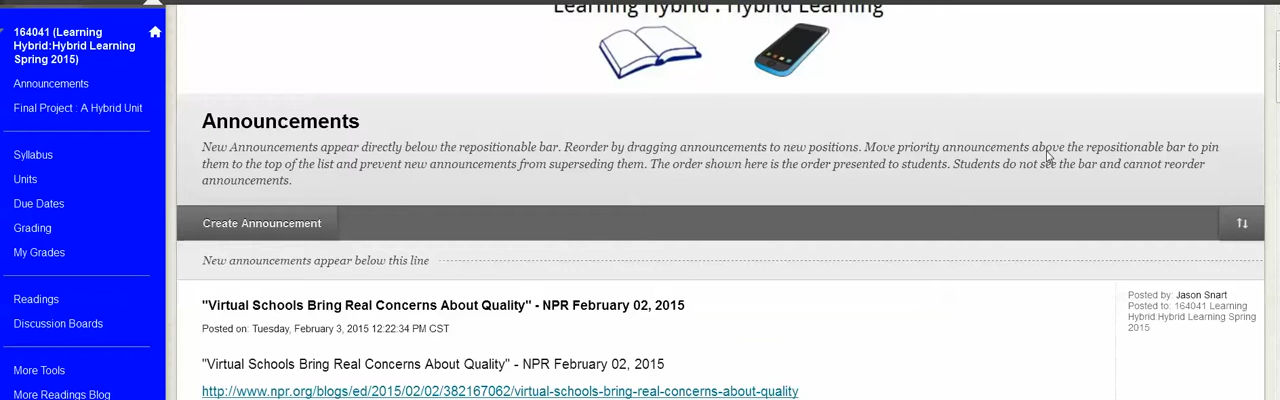 Learning Hybrid : Hybrid Learning
164041 (Learning
Hybrid:Hybrid Learning
Spring 2015)
Announcements
Final Project : A Hybrid Unit
Syllabus
Units
Due Dates
Grading
My Grades
Readings
Discussion Boards
More Tools
More Readings Blog
Announcements
New Announcements appear directly below the repositionable bar. Reorder by dragging announcements to new positions. Move priority announcements above the repositionable bar to pin
them to the top of the list and prevent new announcements from superseding them. The order shown here is the order presented to students. Students do not see the bar and cannot reorder
announcements.
Create Announcement
New announcements appear below this line
"Virtual Schools Bring Real Concerns About Quality" - NPR February 02, 2015
Posted on: Tuesday, February 3, 2015 12:22:34 PM CST
"Virtual Schools Bring Real Concerns About Quality" - NPR February 02, 2015
http://www.npr.org/blogs/ed/2015/02/02/382167062/virtual-schools-bring-real-concerns-about-quality
Posted by: Jason Snart
Posted to: 164041 Learning
Hybrid:Hybrid Learning Spring
2015